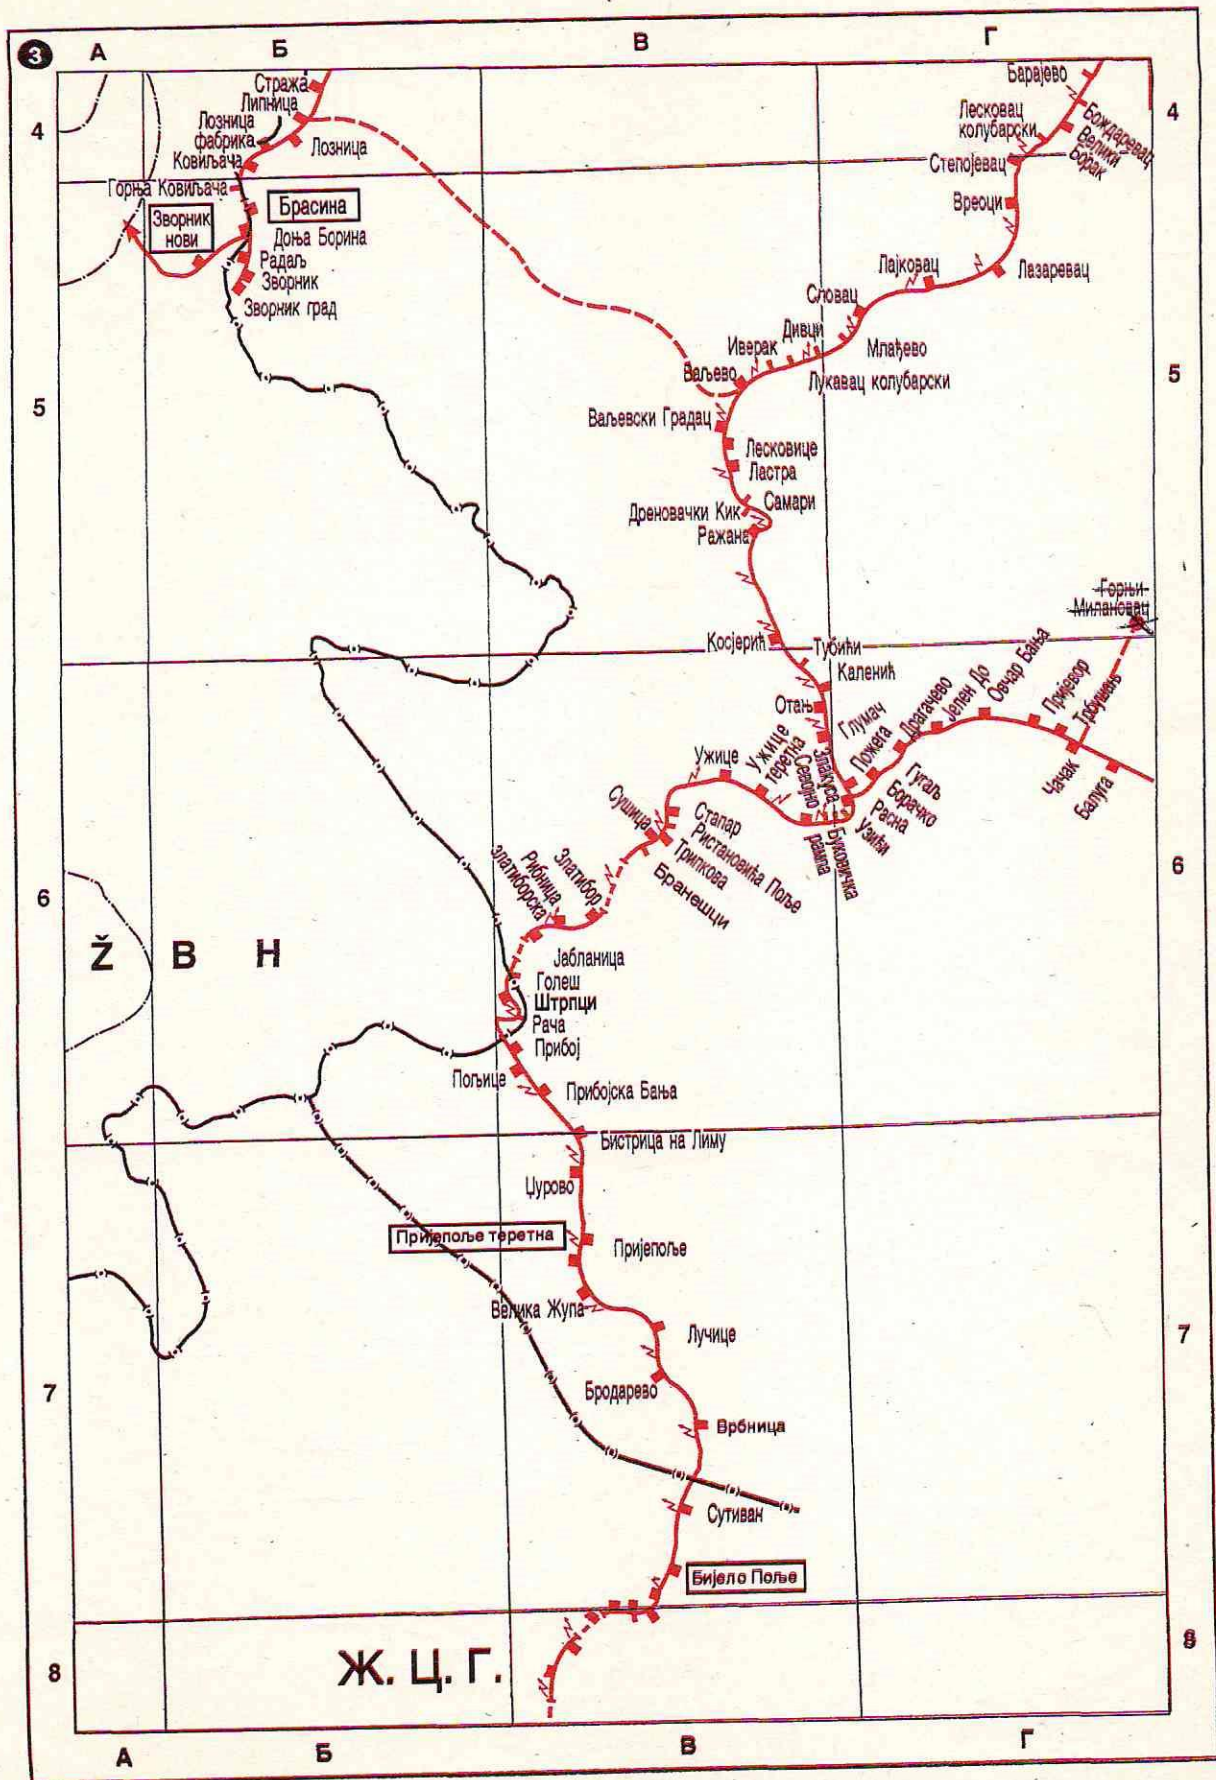 3
А
Б
В
Г
4
4
Стража
Липница
Лозница
фабрика
Лозница
Ковиљача
Горња Ковиљача
Зворник
нови
Брасина
Доња Борина
Радаљ
Зворник
Зворник град
Барајево
Лесковац
колубарски
Бождаревац
Велики
Борак
Степојевац
Вреоци
Лазаревац
Лајковац
Словац
Дивци
Иверак
Млађево
Ваљево
Лукавац колубарски
5
5
Ваљевски Градац
Лесковице
Ластра
Самари
Дреновачки Кик
Ражана
Горњи
Милановац
Косјерић
Тубићи
Каленић
Отањ
Глумач
Пожега
Драгачево
Јелен До
Овчар Бања
Пријевор
Трбушањ
Чачак
Балуга
Ужице
Ужице
теретна
Севојно
Злакуса
Гугаљ
Борачко
Расна
Узићи
Буковичка
рампа
Сушица
Стапар
Ристановића Поље
Трипкова
Бранешци
Златибор
Рибница
златиборска
6
6
Ž В Н
Јабланица
Голеш
Штрпци
Рача
Прибој
Пољице
Прибојска Бања
Бистрица на Лиму
Џурово
Пријепоље теретна
Пријепоље
Велика Жупа
Лучице
7
7
Бродарево
Врбница
Сутиван
Бијело Поље
8
Ж. Ц. Г.
А
Б
В
Г